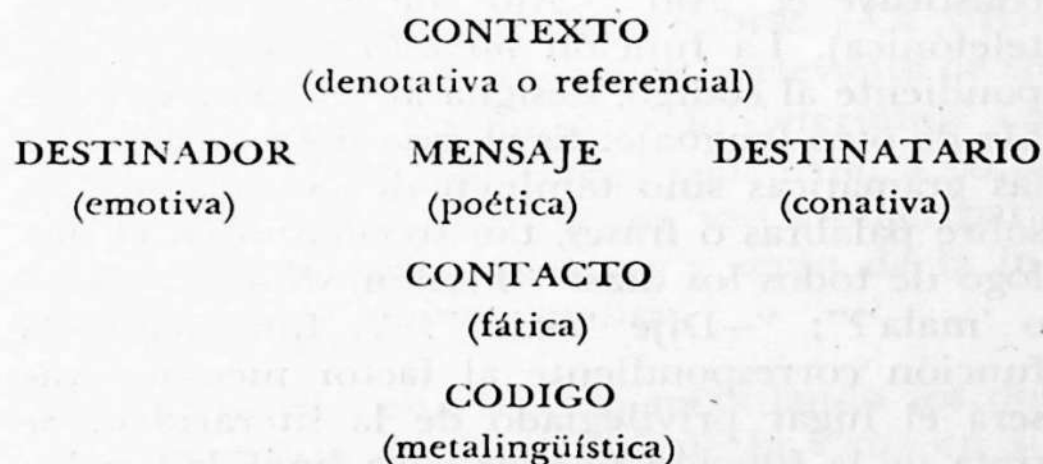 CONTEXTO
(denotativa o referencial)
DESTINADOR MENSAJE DESTINATARIO
(emotiva) (poética) (conativa)
CONTACTO
(fática)
CODIGO
(metalingüística)